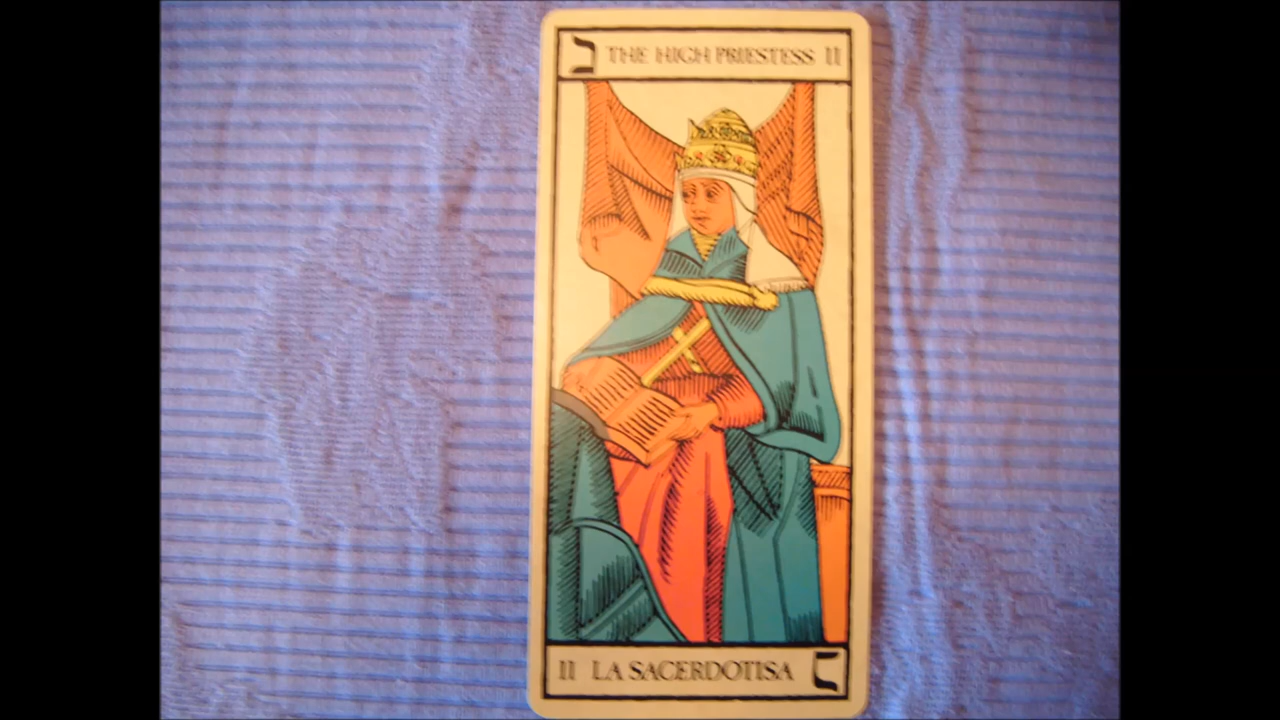 ב THE HIGH PRIESTESS II
II LA SACERDOTISA ב